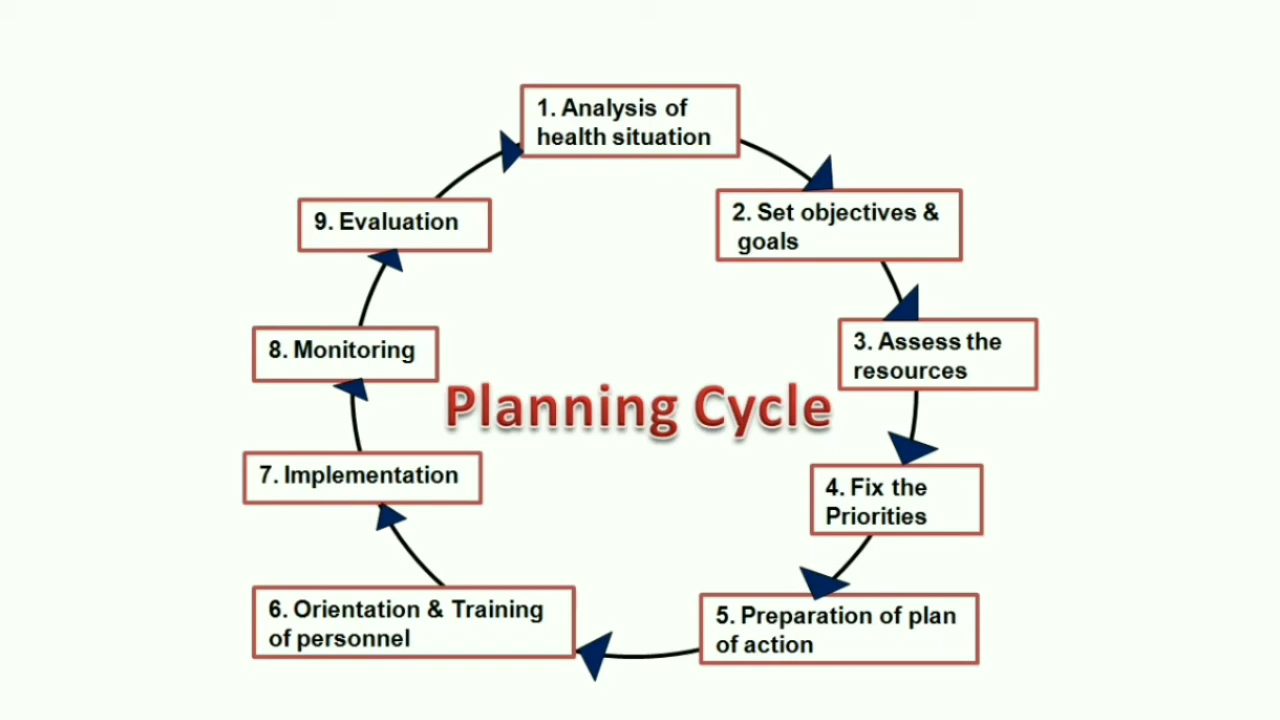 1. Analysis of
health situation
2. Set objectives &
goals
3. Assess the
resources
4. Fix the
Priorities
5. Preparation of plan
of action
6. Orientation & Training
of personnel
7. Implementation
8. Monitoring
9. Evaluation
Planning Cycle